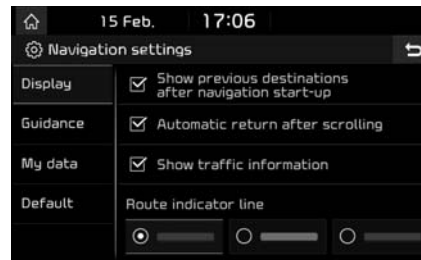 15 Feb. 17:06
Navigation settings
Display
Show previous destinations
after navigation start-up
Guidance
Automatic return after scrolling
My data
Show traffic information
Default
Route indicator line